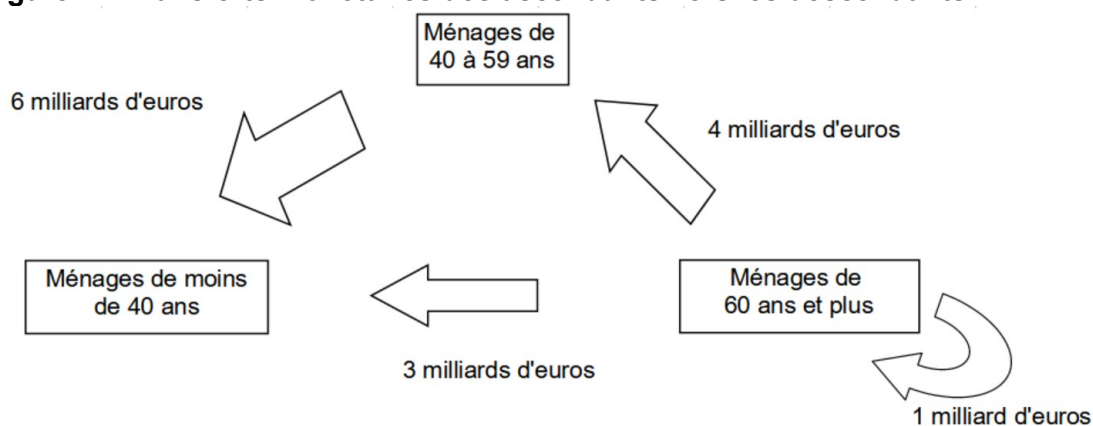 Ménages de
40 à 59 ans
6 milliards d'euros
4 milliards d'euros
Ménages de moins
de 40 ans
Ménages de
60 ans et plus
3 milliards d'euros
1 milliard d'euros